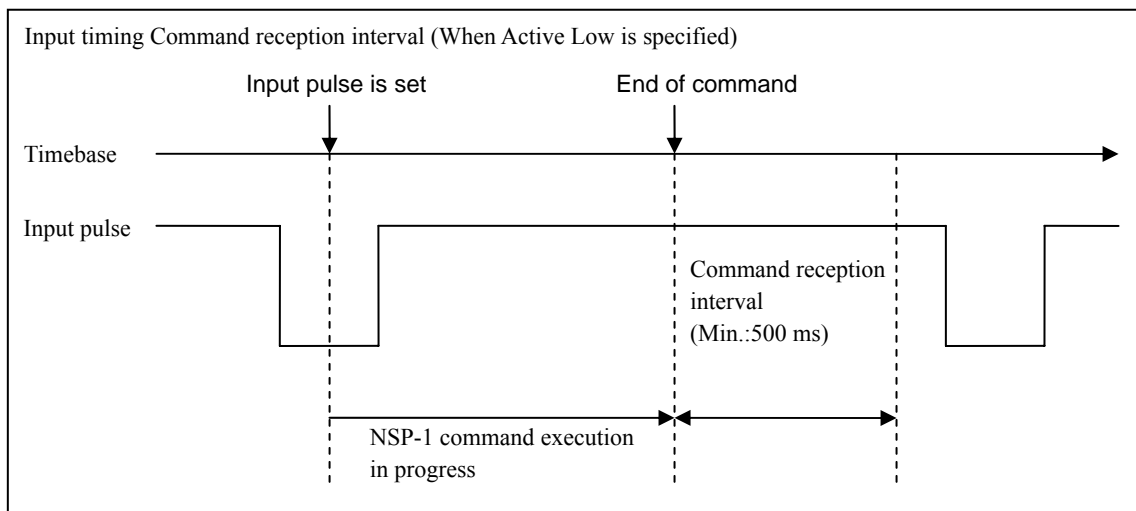 Input timing Command reception interval (When Active Low is specified)
Input pulse is set
End of command
Timebase
Input pulse
Command reception
interval
(Min.:500 ms)
NSP-1 command execution
in progress